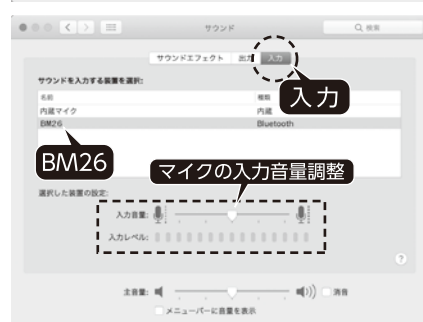 サウンド
検索
サウンドエフェクト 出力 入力
サウンドを入力する装置を選択:
入力
名前 種類
内蔵マイク 内蔵
BM26 Bluetooth
BM26
マイクの入力音量調整
選択した装置の設定:
入力音量:
入力レベル:
?
主音量: 消音
メニューバーに音量を表示